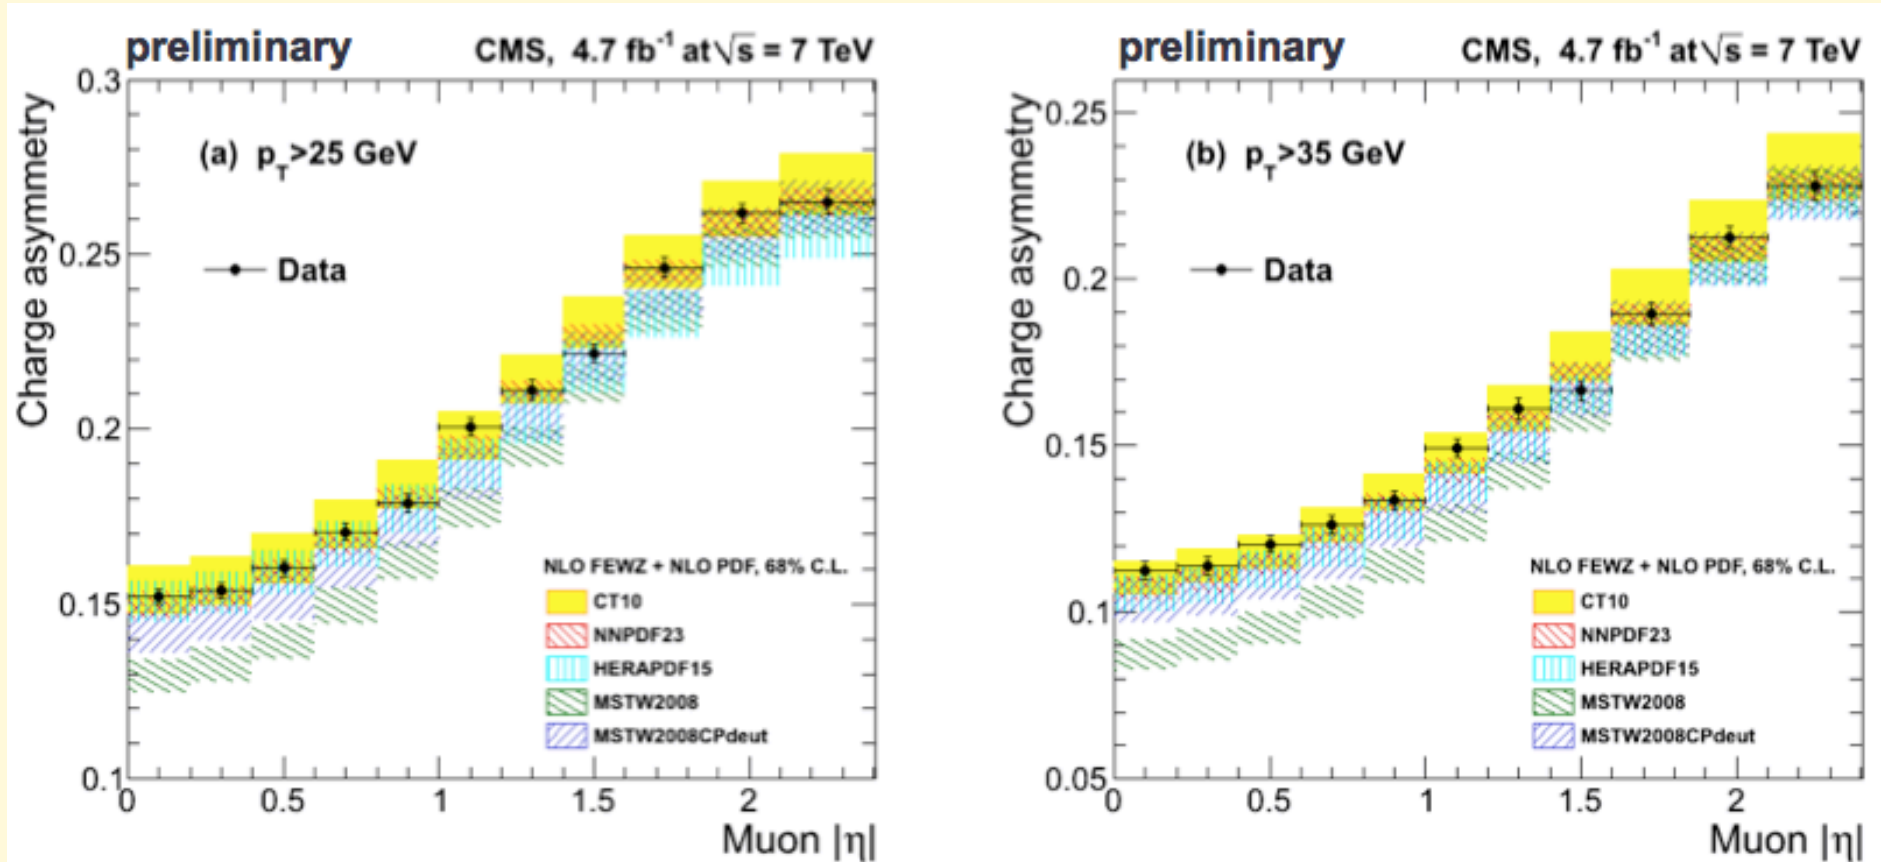 preliminary
CMS, 4.7 fb⁻¹ at √s = 7 TeV
Charge asymmetry
0.3
0.25
0.2
0.15
0.1
(a) p_T>25 GeV
Data
NLO FEWZ + NLO PDF, 68% C.L.
CT10
NNPDF23
HERAPDF15
MSTW2008
MSTW2008CPdeut
0 0.5 1 1.5 2
Muon |η|
preliminary
CMS, 4.7 fb⁻¹ at √s = 7 TeV
Charge asymmetry
0.25
0.2
0.15
0.1
0.05
(b) p_T>35 GeV
Data
NLO FEWZ + NLO PDF, 68% C.L.
CT10
NNPDF23
HERAPDF15
MSTW2008
MSTW2008CPdeut
0 0.5 1 1.5 2
Muon |η|